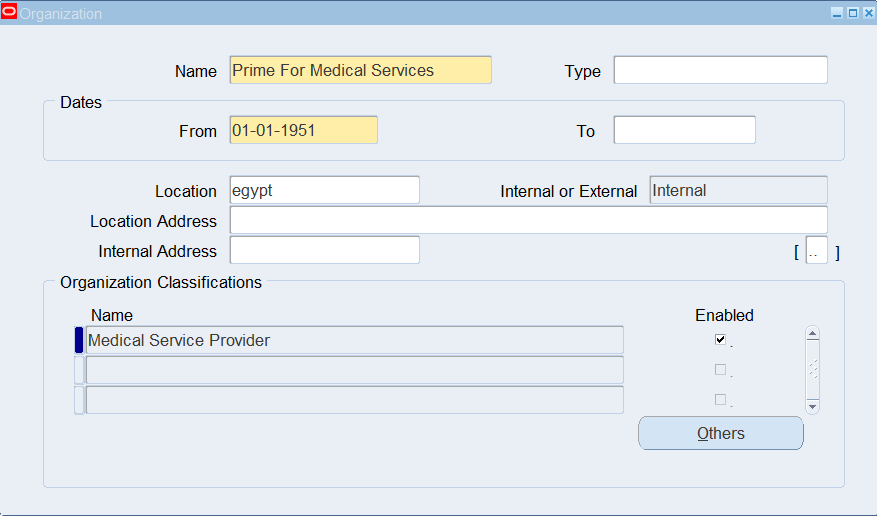 Organization
Name Prime For Medical Services Type
Dates
From 01-01-1951 To
Location egypt Internal or External Internal
Location Address
Internal Address [ .. ]
Organization Classifications
Name Enabled
Medical Service Provider .
.
.
Others